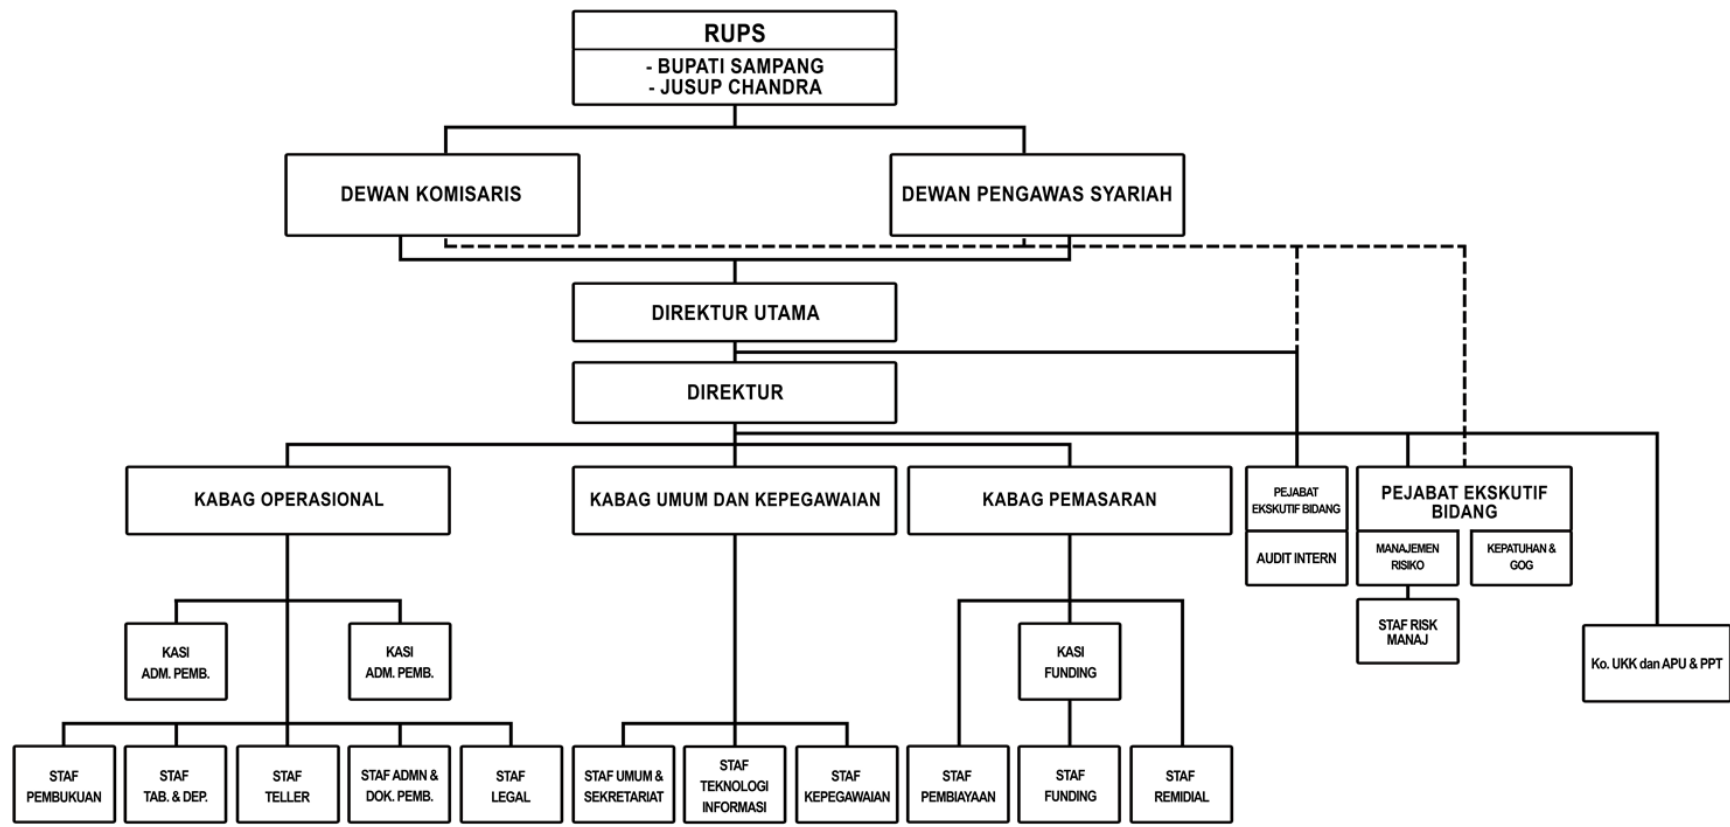 RUPS
- BUPATI SAMPANG
- JUSUP CHANDRA
DEWAN KOMISARIS
DEWAN PENGAWAS SYARIAH
DIREKTUR UTAMA
DIREKTUR
KABAG OPERASIONAL
KABAG UMUM DAN KEPEGAWAIAN
KABAG PEMASARAN
PEJABAT
EKSKUTIF BIDANG
AUDIT INTERN
PEJABAT EKSKUTIF
BIDANG
MANAJEMEN
RISIKO
KEPATUHAN &
GOG
STAF RISK
MANAJ
Ko. UKK dan APU & PPT
KASI
ADM. PEMB.
KASI
ADM. PEMB.
KASI
FUNDING
STAF
PEMBUKUAN
STAF
TAB. & DEP.
STAF
TELLER
STAF ADMN &
DOK. PEMB.
STAF
LEGAL
STAF UMUM &
SEKRETARIAT
STAF
TEKNOLOGI
INFORMASI
STAF
KEPEGAWAIAN
STAF
PEMBIAYAAN
STAF
FUNDING
STAF
REMIDIAL